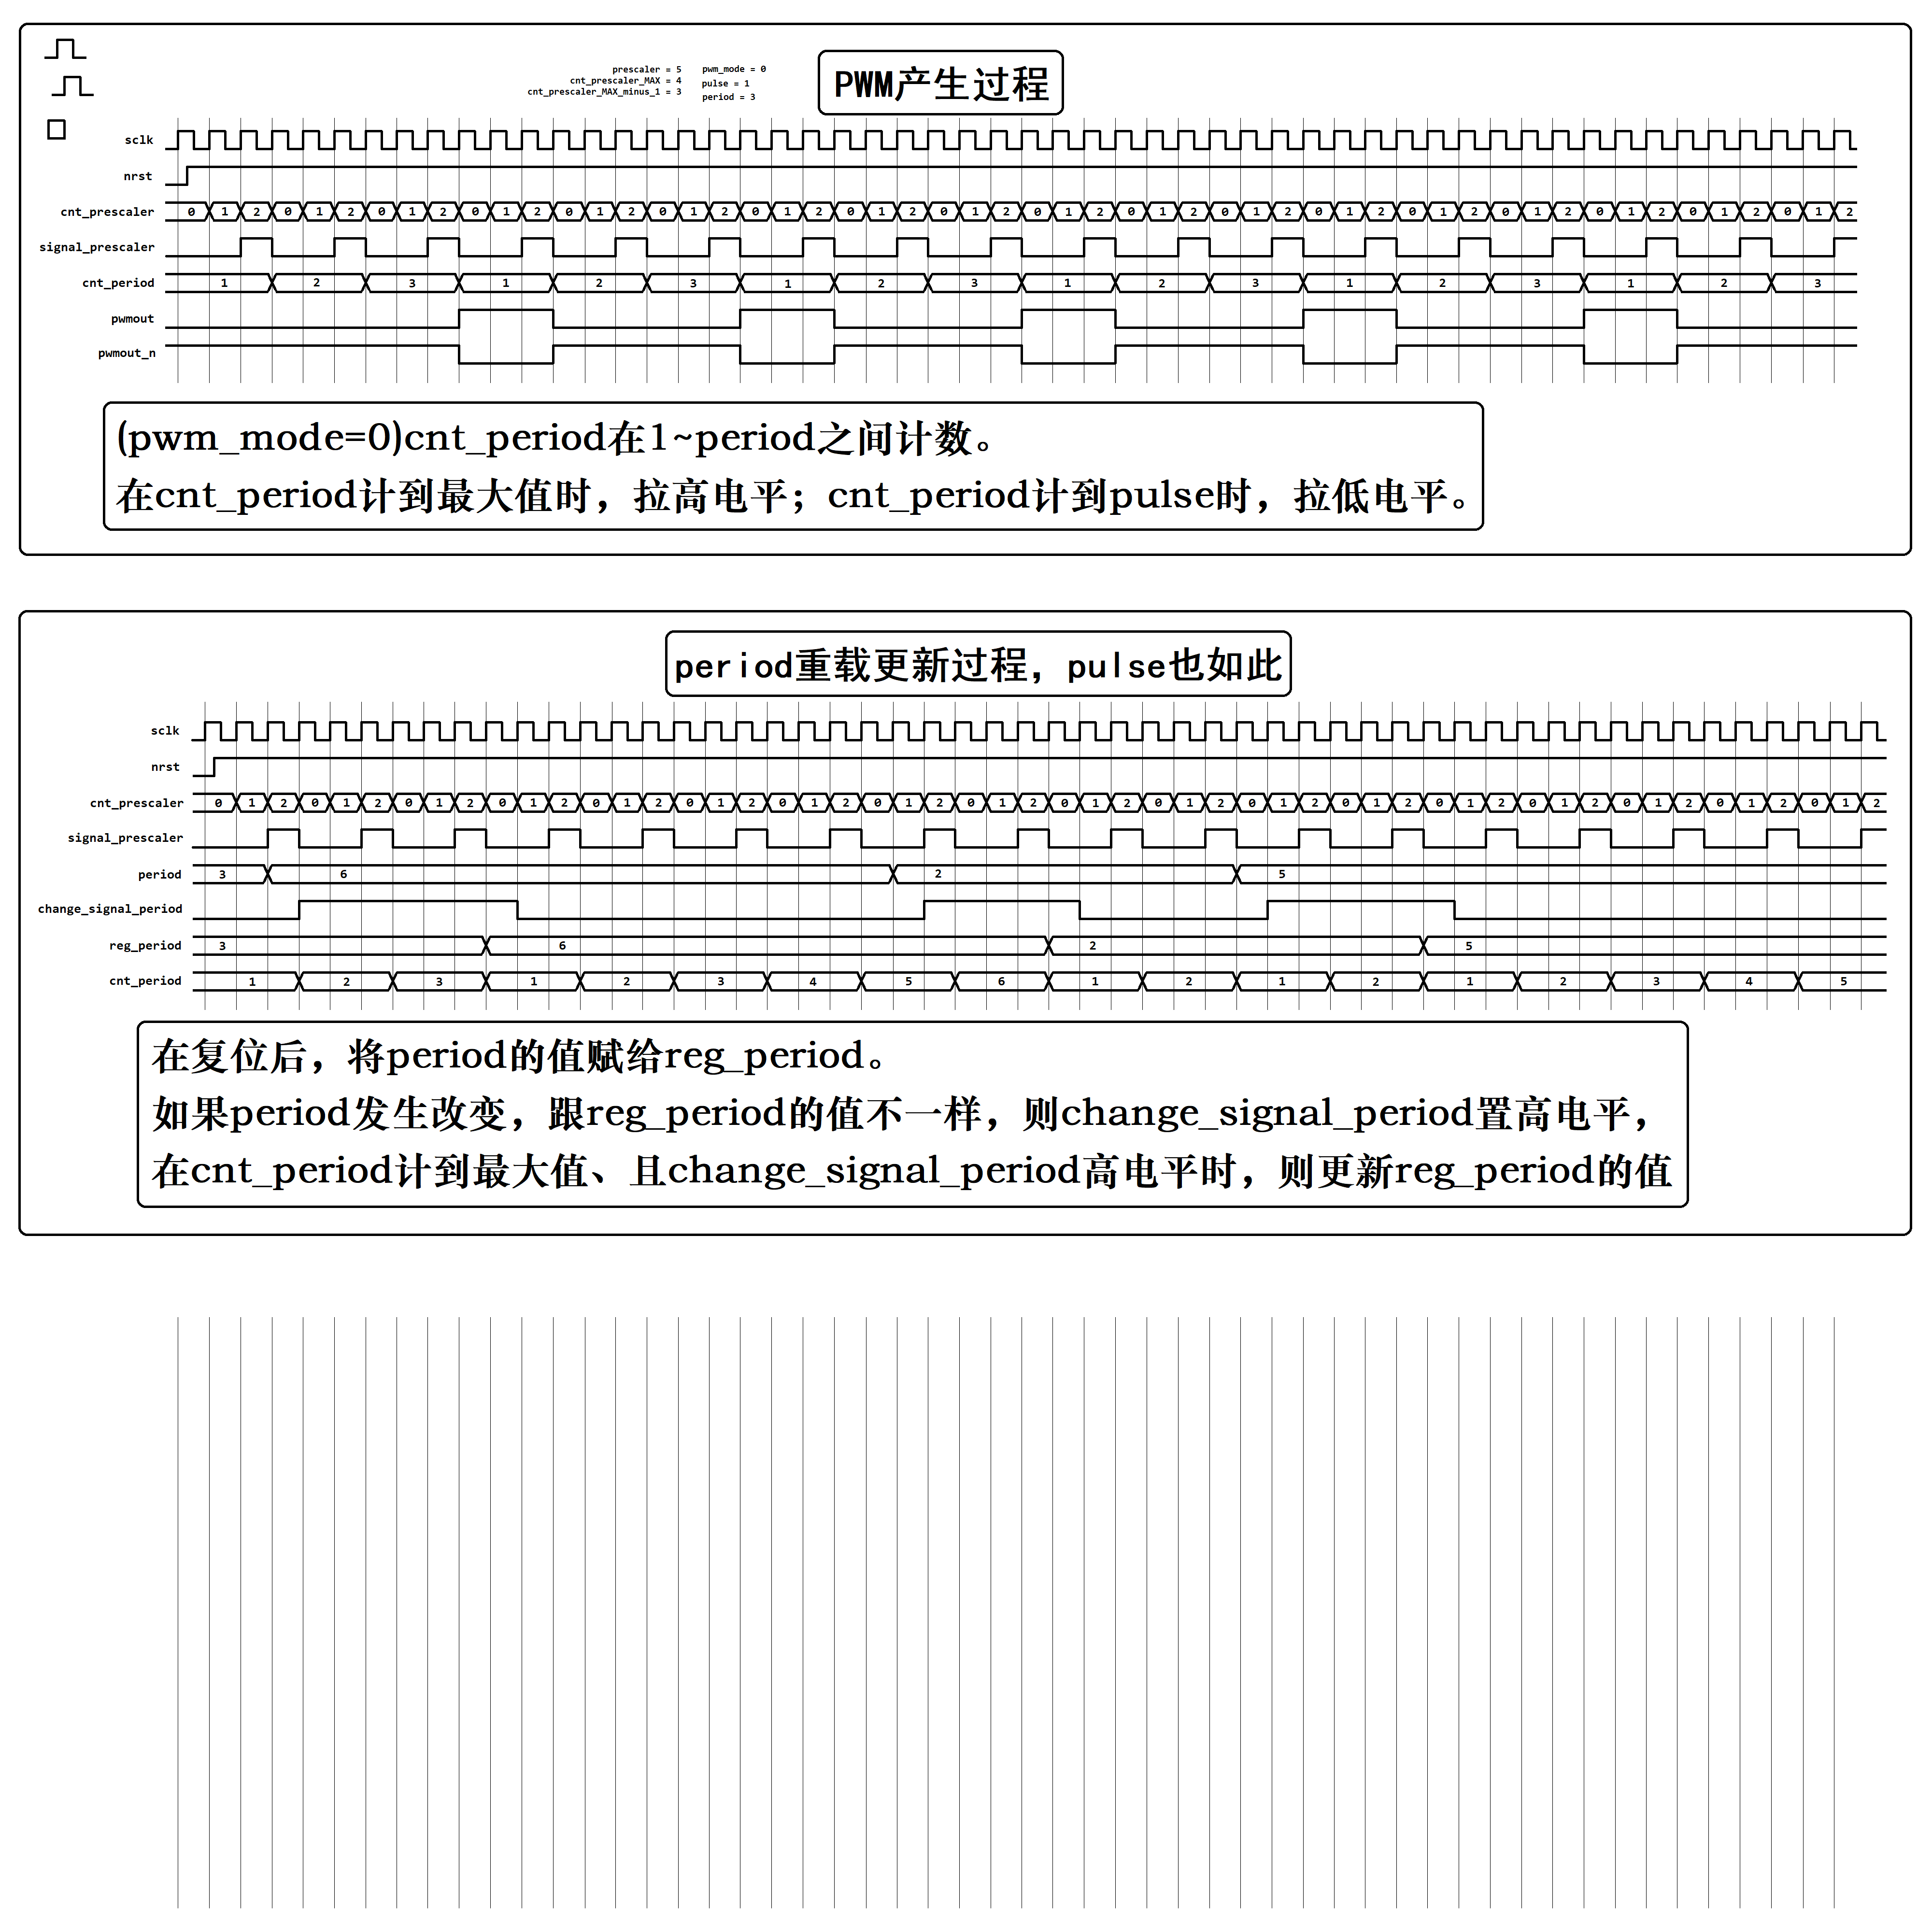 PWM产生过程
prescaler = 5
cnt_prescaler_MAX = 4
cnt_prescaler_MAX_minus_1 = 3
pwm_mode = 0
pulse = 1
period = 3
sclk
nrst
cnt_prescaler 0 1 2 0 1 2 0 1 2 0 1 2 0 1 2 0 1 2 0 1 2 0 1 2 0 1 2 0 1 2 0 1 2 0 1 2 0 1 2 0 1 2 0 1 2 0 1 2 0 1 2 0 1 2
signal_prescaler
cnt_period 1 2 3 1 2 3 1 2 3 1 2 3 1 2 3 1 2 3
pwmout
pwmout_n
(pwm_mode=0)cnt_period在1~period之间计数。
在cnt_period计到最大值时，拉高电平；cnt_period计到pulse时，拉低电平。
period重载更新过程，pulse也如此
sclk
nrst
cnt_prescaler 0 1 2 0 1 2 0 1 2 0 1 2 0 1 2 0 1 2 0 1 2 0 1 2 0 1 2 0 1 2 0 1 2 0 1 2 0 1 2 0 1 2 0 1 2 0 1 2 0 1 2 0 1 2
signal_prescaler
period 3 6 2 5
change_signal_period
reg_period 3 6 2 5
cnt_period 1 2 3 1 2 3 4 5 6 1 2 1 2 1 2 3 4 5
在复位后，将period的值赋给reg_period。
如果period发生改变，跟reg_period的值不一样，则change_signal_period置高电平，
在cnt_period计到最大值、且change_signal_period高电平时，则更新reg_period的值